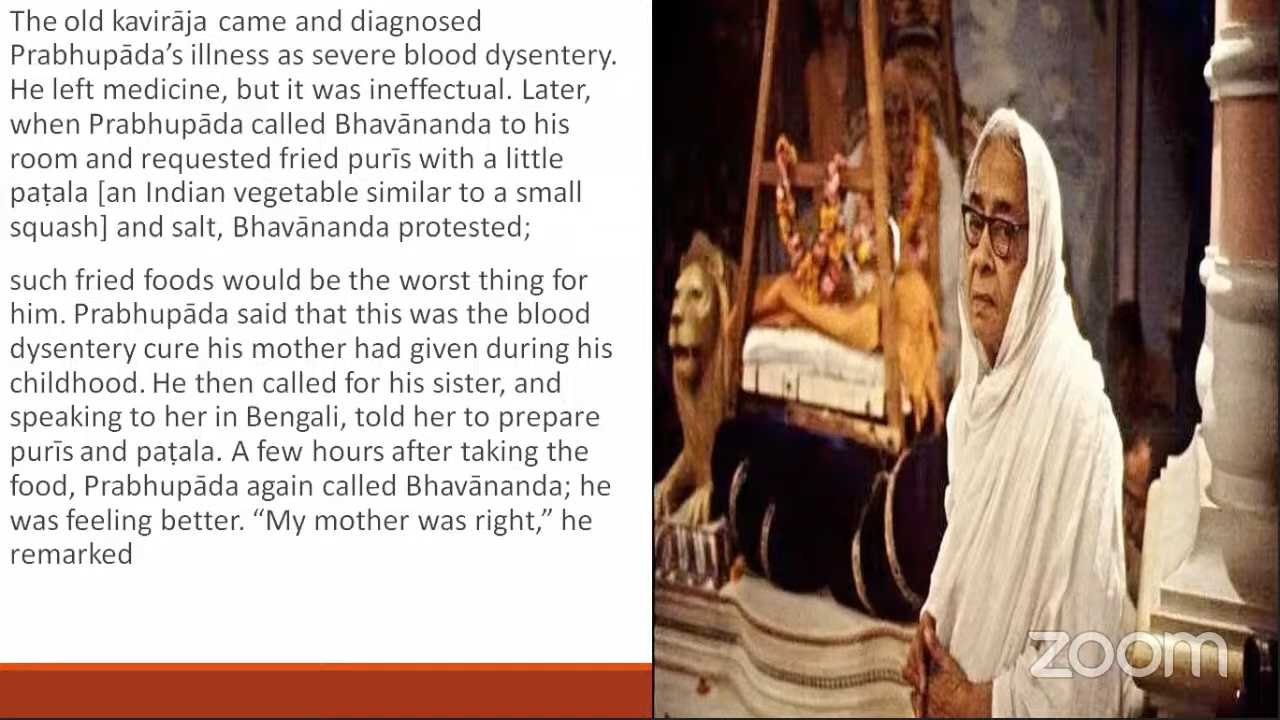 The old kavirāja came and diagnosed
Prabhupāda’s illness as severe blood dysentery.
He left medicine, but it was ineffectual. Later,
when Prabhupāda called Bhavānanda to his
room and requested fried purīs with a little
paṭala [an Indian vegetable similar to a small
squash] and salt, Bhavānanda protested;
such fried foods would be the worst thing for
him. Prabhupāda said that this was the blood
dysentery cure his mother had given during his
childhood. He then called for his sister, and
speaking to her in Bengali, told her to prepare
purīs and paṭala. A few hours after taking the
food, Prabhupāda again called Bhavānanda; he
was feeling better. “My mother was right,” he
remarked
zoom